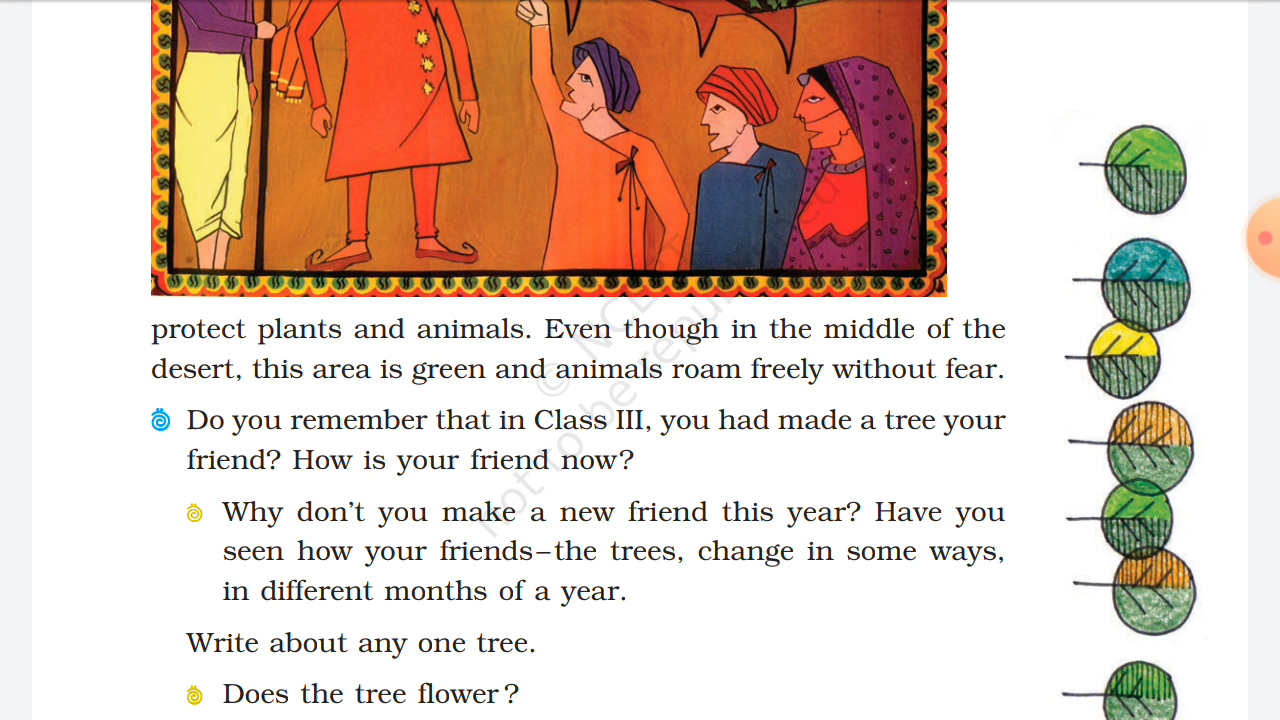 protect plants and animals. Even though in the middle of the
desert, this area is green and animals roam freely without fear.
Do you remember that in Class III, you had made a tree your
friend? How is your friend now?
Why don't you make a new friend this year? Have you
seen how your friends–the trees, change in some ways,
in different months of a year.
Write about any one tree.
Does the tree flower?